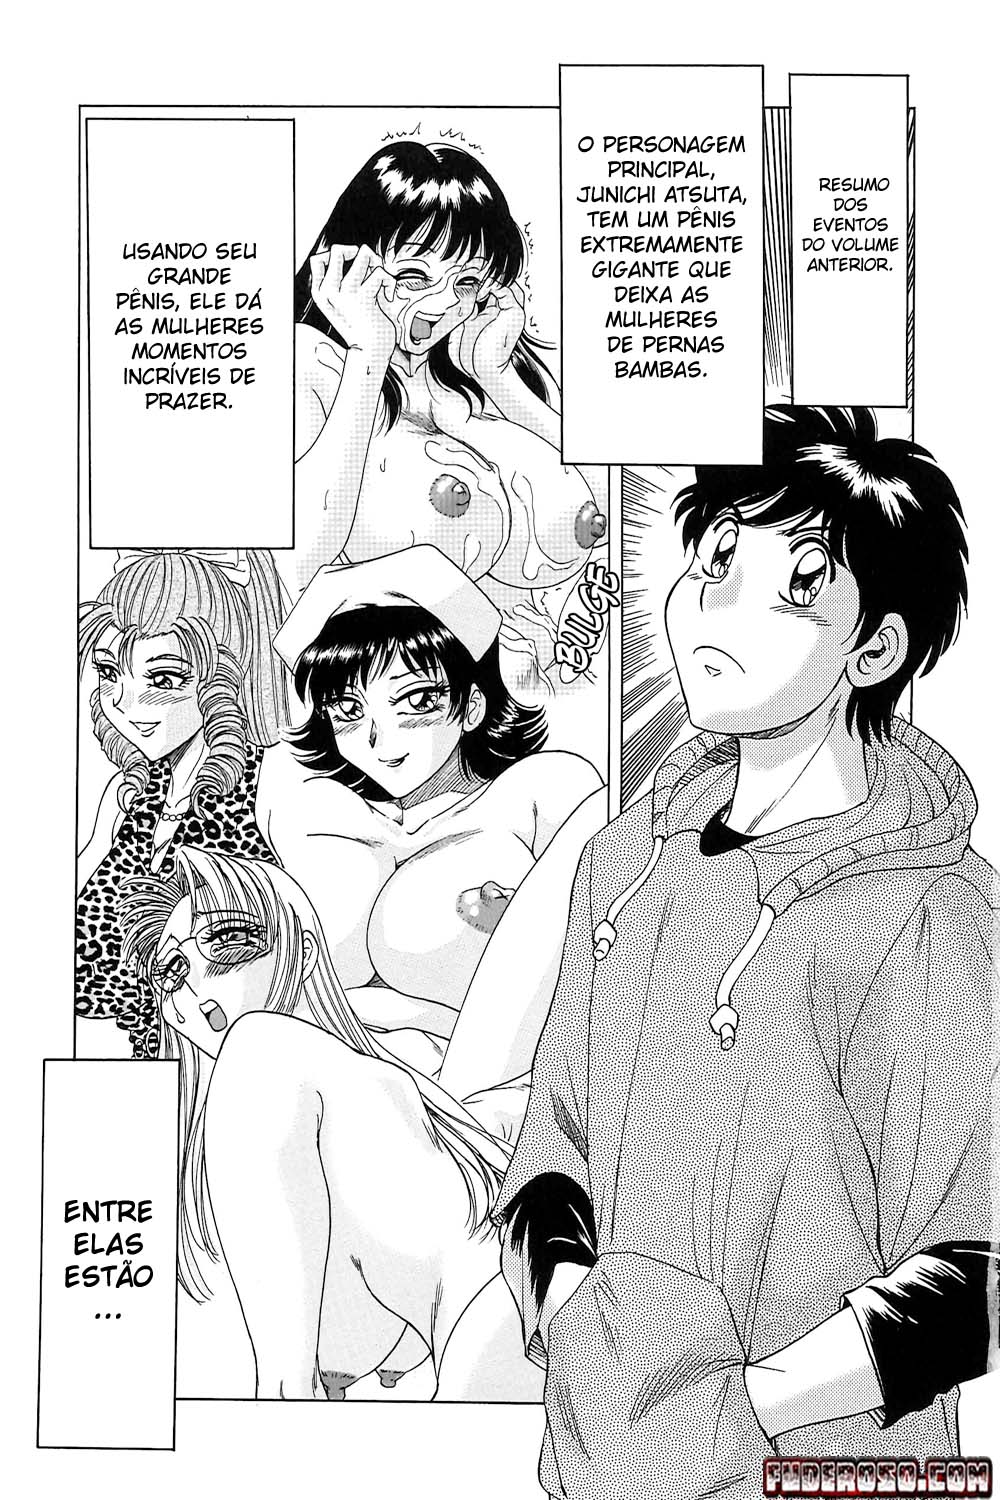 RESUMO
DOS
EVENTOS
DO VOLUME
ANTERIOR.
O PERSONAGEM
PRINCIPAL,
JUNICHI ATSUTA,
TEM UM PÊNIS
EXTREMAMENTE
GIGANTE QUE
DEIXA AS
MULHERES
DE PERNAS
BAMBAS.
USANDO SEU
GRANDE
PÊNIS, ELE DÁ
AS MULHERES
MOMENTOS
INCRÍVEIS DE
PRAZER.
BULGE
ENTRE
ELAS
ESTÃO
...
FUDEROSO.COM